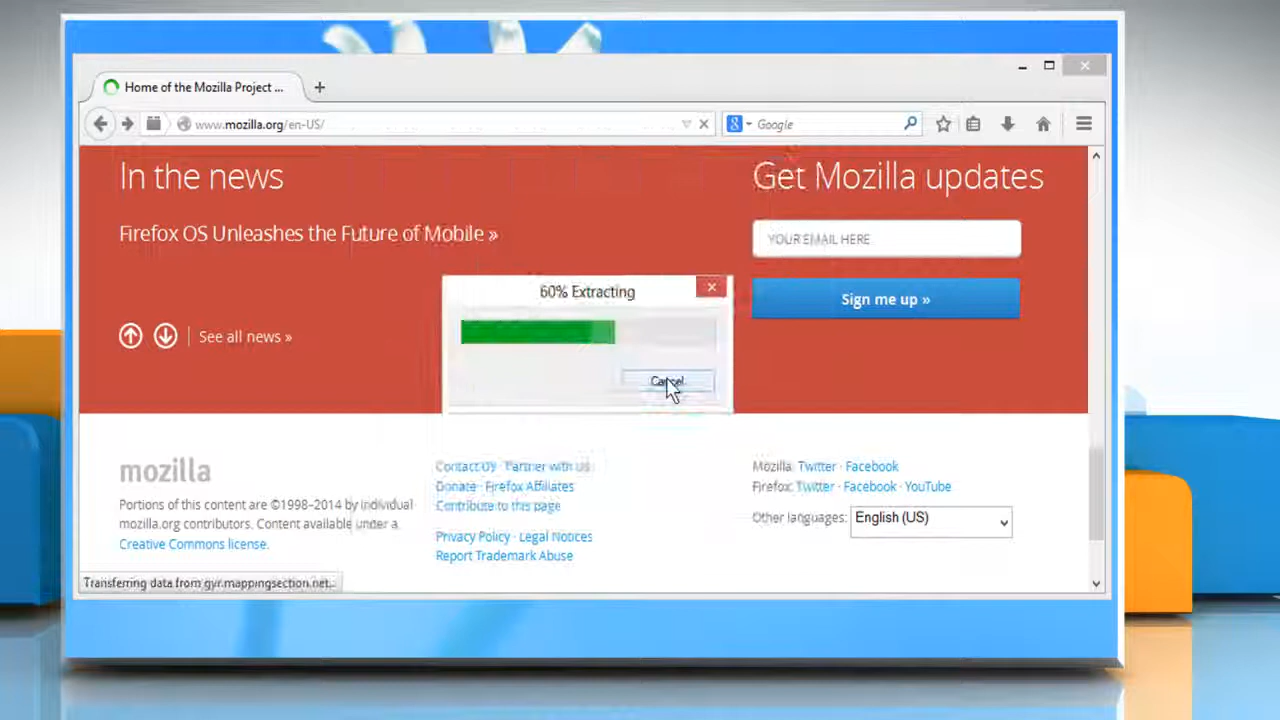 Home of the Mozilla Project ...
www.mozilla.org/en-US/
Google
In the news
Get Mozilla updates
Firefox OS Unleashes the Future of Mobile »
YOUR EMAIL HERE
60% Extracting
Sign me up »
See all news »
Cancel
mozilla
Contact Us · Partner with us
Mozilla: Twitter · Facebook
Donate · Firefox Affiliates
Firefox: Twitter · Facebook · YouTube
Portions of this content are ©1998–2014 by individual
Contribute to this page
mozilla.org contributors. Content available under a
Other languages: English (US)
Creative Commons license.
Privacy Policy · Legal Notices
Report Trademark Abuse
Transferring data from gyr.mappingsection.net...